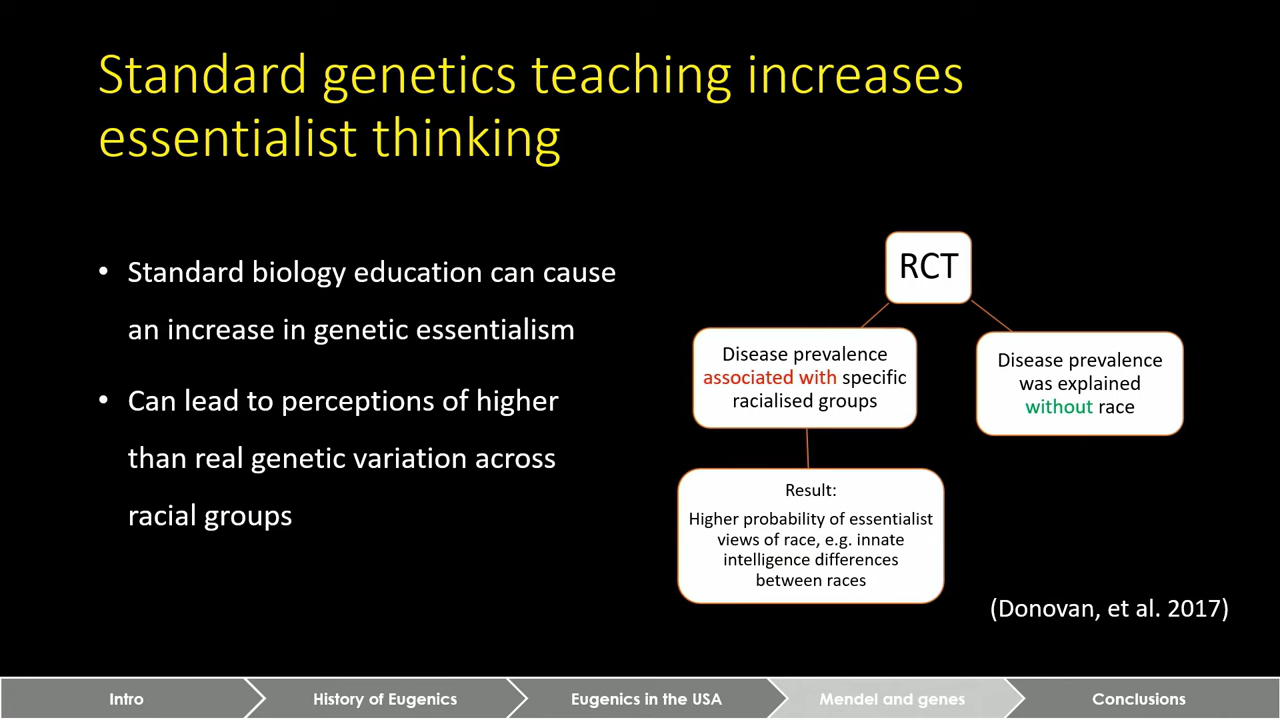 Standard genetics teaching increases
essentialist thinking
• Standard biology education can cause
an increase in genetic essentialism
• Can lead to perceptions of higher
than real genetic variation across
racial groups
RCT
Disease prevalence
associated with specific
racialised groups
Disease prevalence
was explained
without race
Result:
Higher probability of essentialist
views of race, e.g. innate
intelligence differences
between races
(Donovan, et al. 2017)
Intro
History of Eugenics
Eugenics in the USA
Mendel and genes
Conclusions